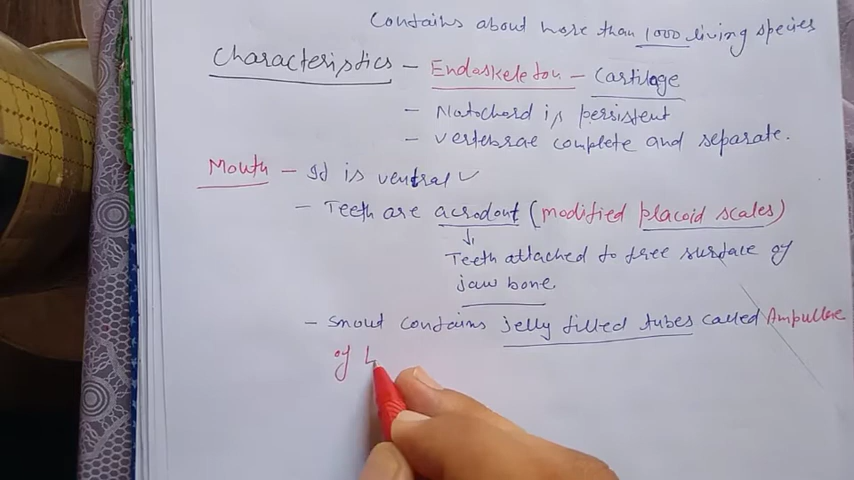 Contains about more than 1000 living species
Characteristics - Endoskeleton - Cartilage
- Notochord is persistent
- vertebrae complete and separate.
Mouth - It is ventral ✓
- Teeth are acrodont (modified placoid scales)
↓
Teeth attached to free surface of
jaw bone.
- snout contains jelly filled tubes called Ampullae
of L